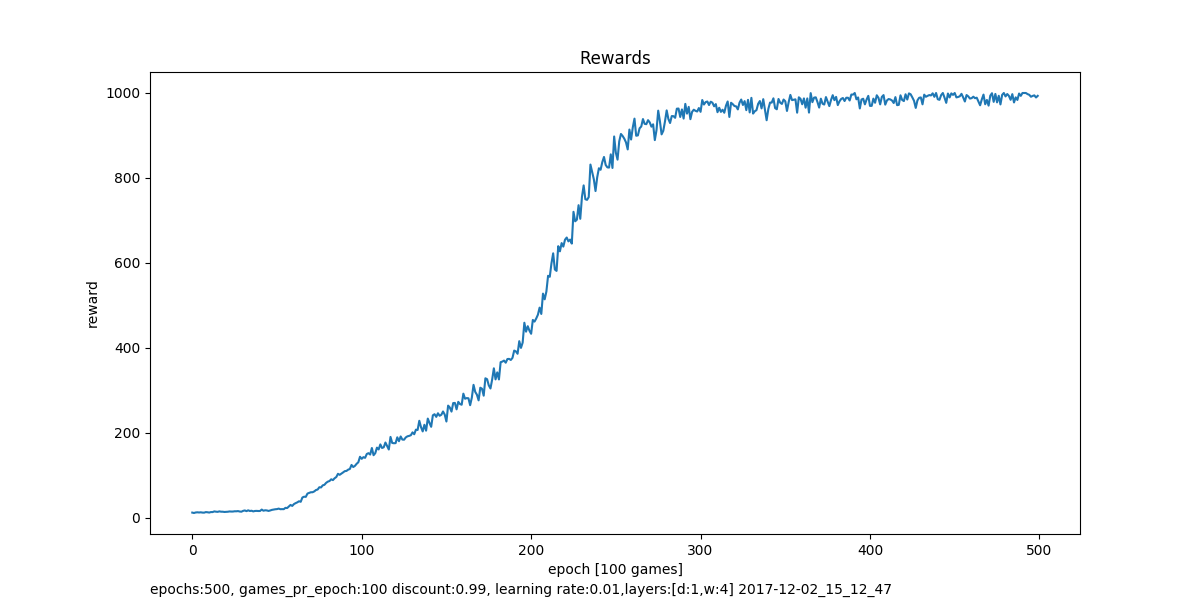 Rewards
1000
800
600
400
200
0
reward
0 100 200 300 400 500
epoch [100 games]
epochs:500, games_pr_epoch:100 discount:0.99, learning rate:0.01,layers:[d:1,w:4] 2017-12-02_15_12_47